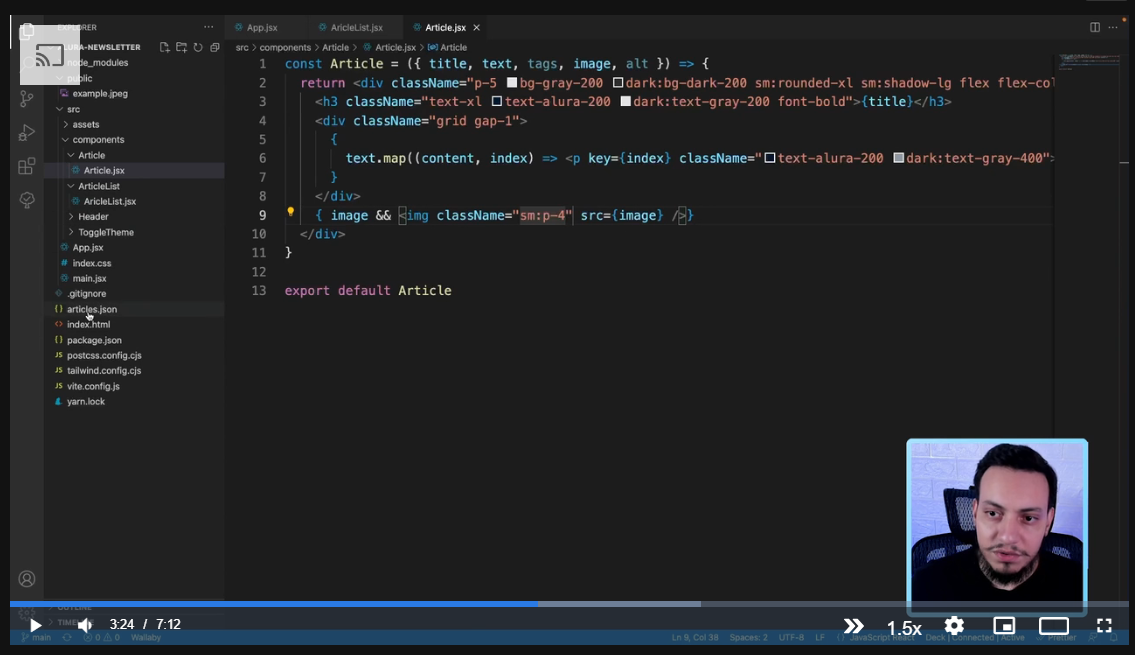 EXPLORER
LURA-NEWSLETTER
node_modules
public
example.jpeg
src
assets
components
Article
Article.jsx
ArticleList
AricleList.jsx
Header
ToggleTheme
App.jsx
index.css
main.jsx
.gitignore
articles.json
index.html
package.json
postcss.config.cjs
tailwind.config.cjs
vite.config.js
yarn.lock
OUTLINE
App.jsx AricleList.jsx Article.jsx
src > components > Article > Article.jsx > Article
1 const Article = ({ title, text, tags, image, alt }) => {
2 return <div className="p-5 bg-gray-200 dark:bg-dark-200 sm:rounded-xl sm:shadow-lg flex flex-col
3 <h3 className="text-xl text-alura-200 dark:text-gray-200 font-bold">{title}</h3>
4 <div className="grid gap-1">
5 {
6 text.map((content, index) => <p key={index} className="text-alura-200 dark:text-gray-400">
7 }
8 </div>
9 { image && <img className="sm:p-4" src={image} />}
10 </div>
11 }
12
13 export default Article
3:24 / 7:12
1.5x
main 0 0 Wallaby
Ln 9, Col 38 Spaces: 2 UTF-8 LF JavaScript React Deck | Connected | Active Prettier